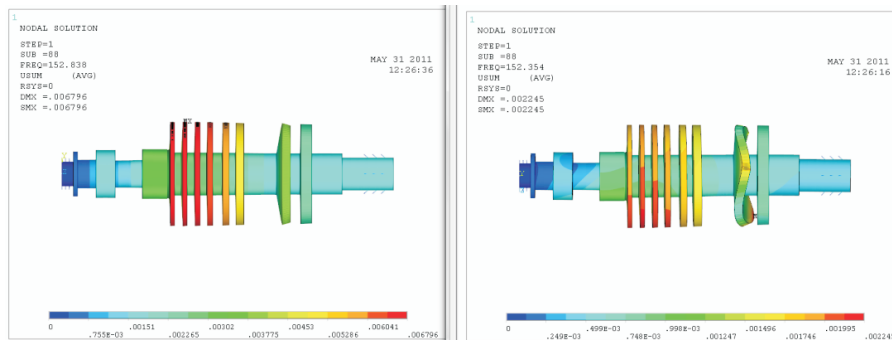 1
NODAL SOLUTION
STEP=1
SUB =88
FREQ=152.838
USUM (AVG)
RSYS=0
DMX =.006796
SMX =.006796
MAY 31 2011
12:26:36
0 .00151 .00302 .00453 .006041
.755E-03 .002265 .003775 .005286 .006796
1
NODAL SOLUTION
STEP=1
SUB =88
FREQ=152.354
USUM (AVG)
RSYS=0
DMX =.002245
SMX =.002245
MAY 31 2011
12:26:16
0 .499E-03 .998E-03 .001496 .001995
.249E-03 .748E-03 .001247 .001746